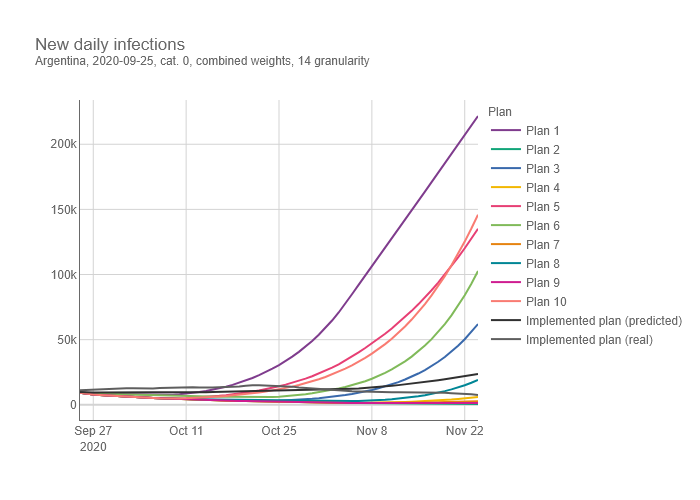 New daily infections
Argentina, 2020-09-25, cat. 0, combined weights, 14 granularity
Plan
200k
150k
100k
50k
0
Sep 27
2020
Oct 11
Oct 25
Nov 8
Nov 22
Plan 1
Plan 2
Plan 3
Plan 4
Plan 5
Plan 6
Plan 7
Plan 8
Plan 9
Plan 10
Implemented plan (predicted)
Implemented plan (real)